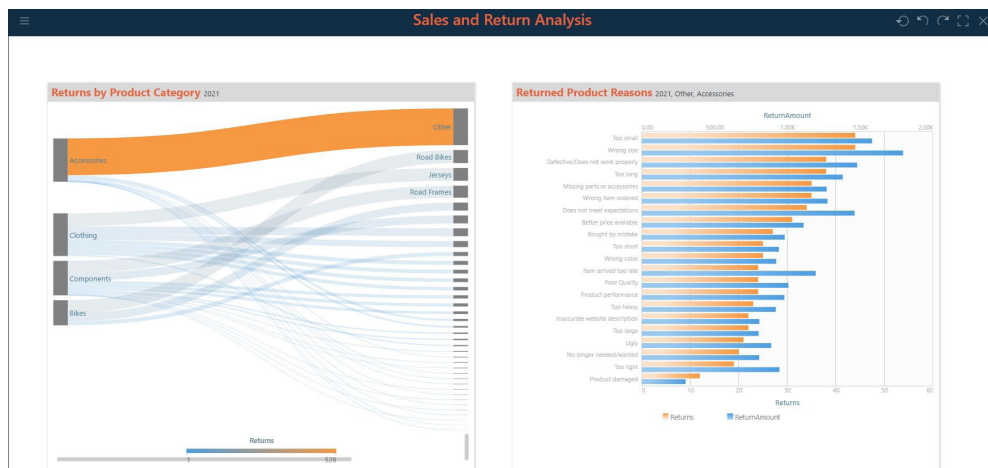 Sales and Return Analysis
Returns by Product Category 2021
Other
Accessories
Road Bikes
Jerseys
Road Frames
Clothing
Components
Bikes
Returns
1 528
Returned Product Reasons 2021, Other, Accessories
ReturnAmount
0.00 500.00 1.00K 1.50K 2.00K
Too small
Wrong size
Defective/Does not work properly
Too long
Missing parts or accessories
Wrong item ordered
Does not meet expectations
Better price available
Bought by mistake
Too short
Wrong color
Item arrived too late
Poor Quality
Product performance
Too heavy
Inaccurate website description
Too large
Ugly
No longer needed/wanted
Too light
Product damaged
0 10 20 30 40 50 60
Returns
Returns ReturnAmount